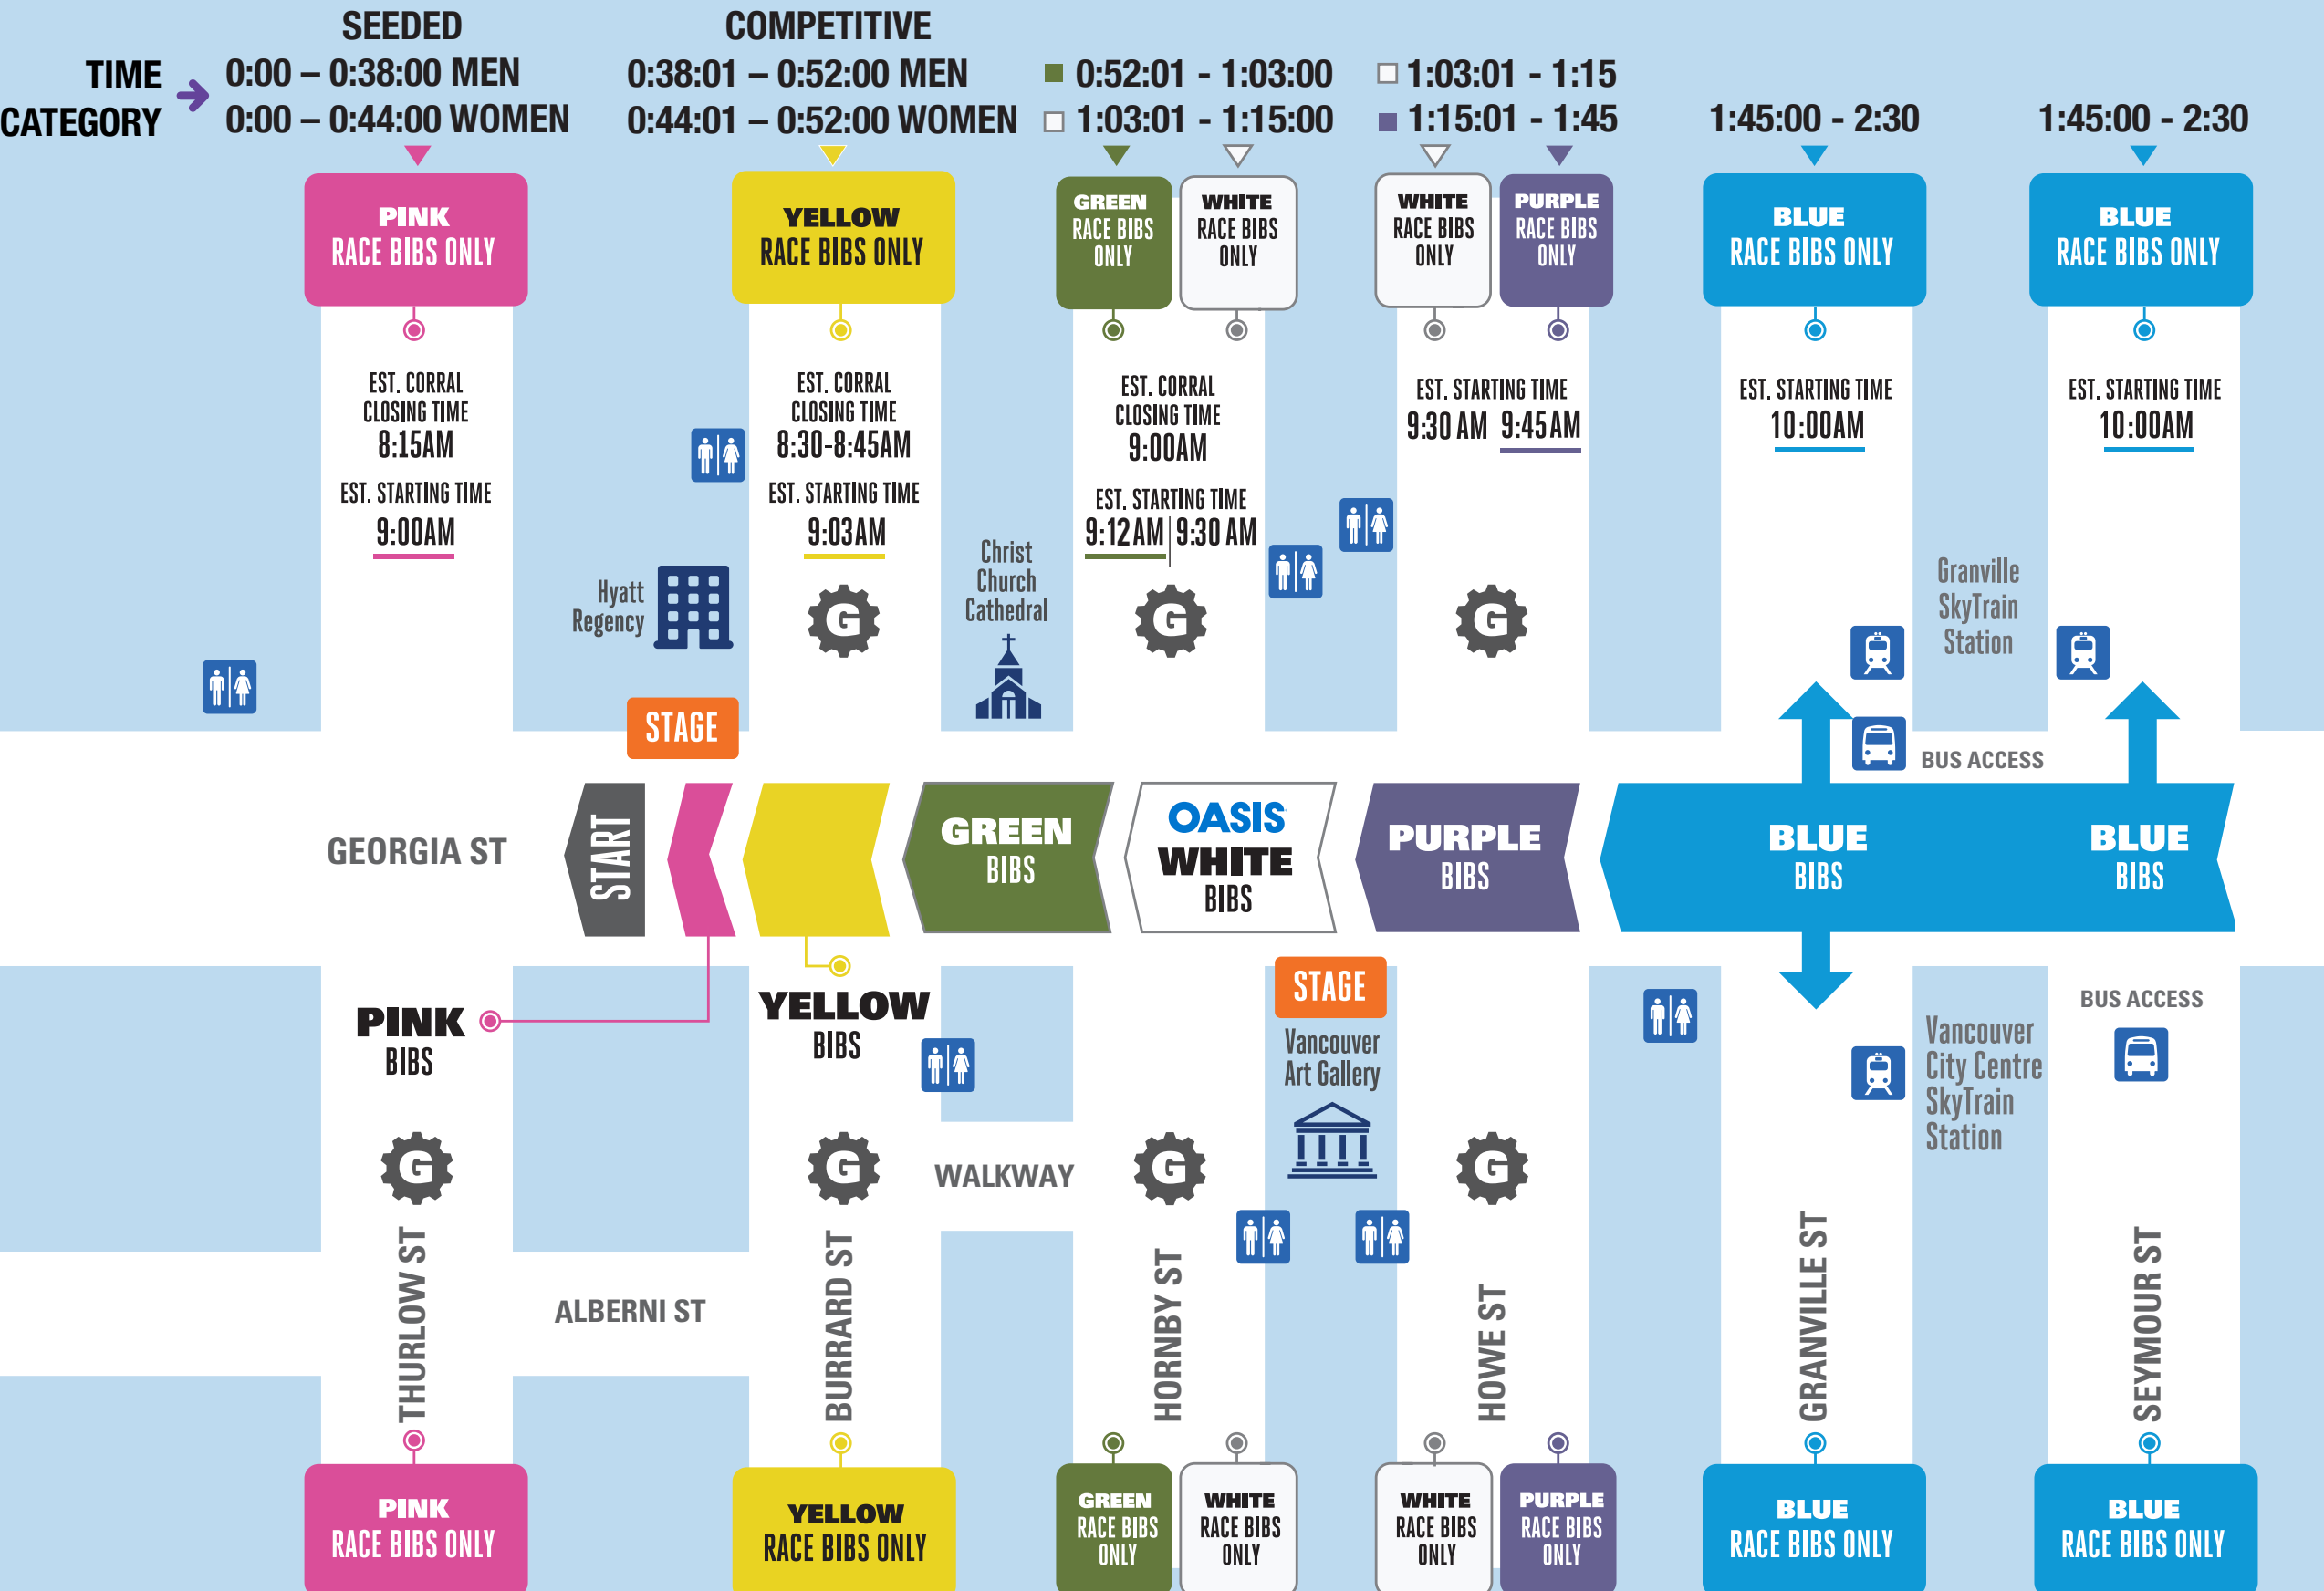 SEEDED
COMPETITIVE
TIME
CATEGORY
0:00 – 0:38:00 MEN
0:00 – 0:44:00 WOMEN
0:38:01 – 0:52:00 MEN
0:44:01 – 0:52:00 WOMEN
0:52:01 - 1:03:00
1:03:01 - 1:15:00
1:03:01 - 1:15
1:15:01 - 1:45
1:45:00 - 2:30
1:45:00 - 2:30
PINK
RACE BIBS ONLY
YELLOW
RACE BIBS ONLY
GREEN
RACE BIBS
ONLY
WHITE
RACE BIBS
ONLY
WHITE
RACE BIBS
ONLY
PURPLE
RACE BIBS
ONLY
BLUE
RACE BIBS ONLY
BLUE
RACE BIBS ONLY
EST. CORRAL
CLOSING TIME
8:15AM
EST. STARTING TIME
9:00AM
EST. CORRAL
CLOSING TIME
8:30-8:45AM
EST. STARTING TIME
9:03AM
EST. CORRAL
CLOSING TIME
9:00AM
EST. STARTING TIME
9:12AM 9:30 AM
EST. STARTING TIME
9:30 AM 9:45AM
EST. STARTING TIME
10:00AM
EST. STARTING TIME
10:00AM
Hyatt
Regency
G
Christ
Church
Cathedral
G
G
Granville
SkyTrain
Station
STAGE
BUS ACCESS
GEORGIA ST
START
GREEN
BIBS
OASIS
WHITE
BIBS
PURPLE
BIBS
BLUE
BIBS
BLUE
BIBS
PINK
BIBS
YELLOW
BIBS
STAGE
Vancouver
Art Gallery
Vancouver
City Centre
SkyTrain
Station
BUS ACCESS
G
G
WALKWAY
G
G
ALBERNI ST
THURLOW ST
BURRARD ST
HORNBY ST
HOWE ST
GRANVILLE ST
SEYMOUR ST
PINK
RACE BIBS ONLY
YELLOW
RACE BIBS ONLY
GREEN
RACE BIBS
ONLY
WHITE
RACE BIBS
ONLY
WHITE
RACE BIBS
ONLY
PURPLE
RACE BIBS
ONLY
BLUE
RACE BIBS ONLY
BLUE
RACE BIBS ONLY